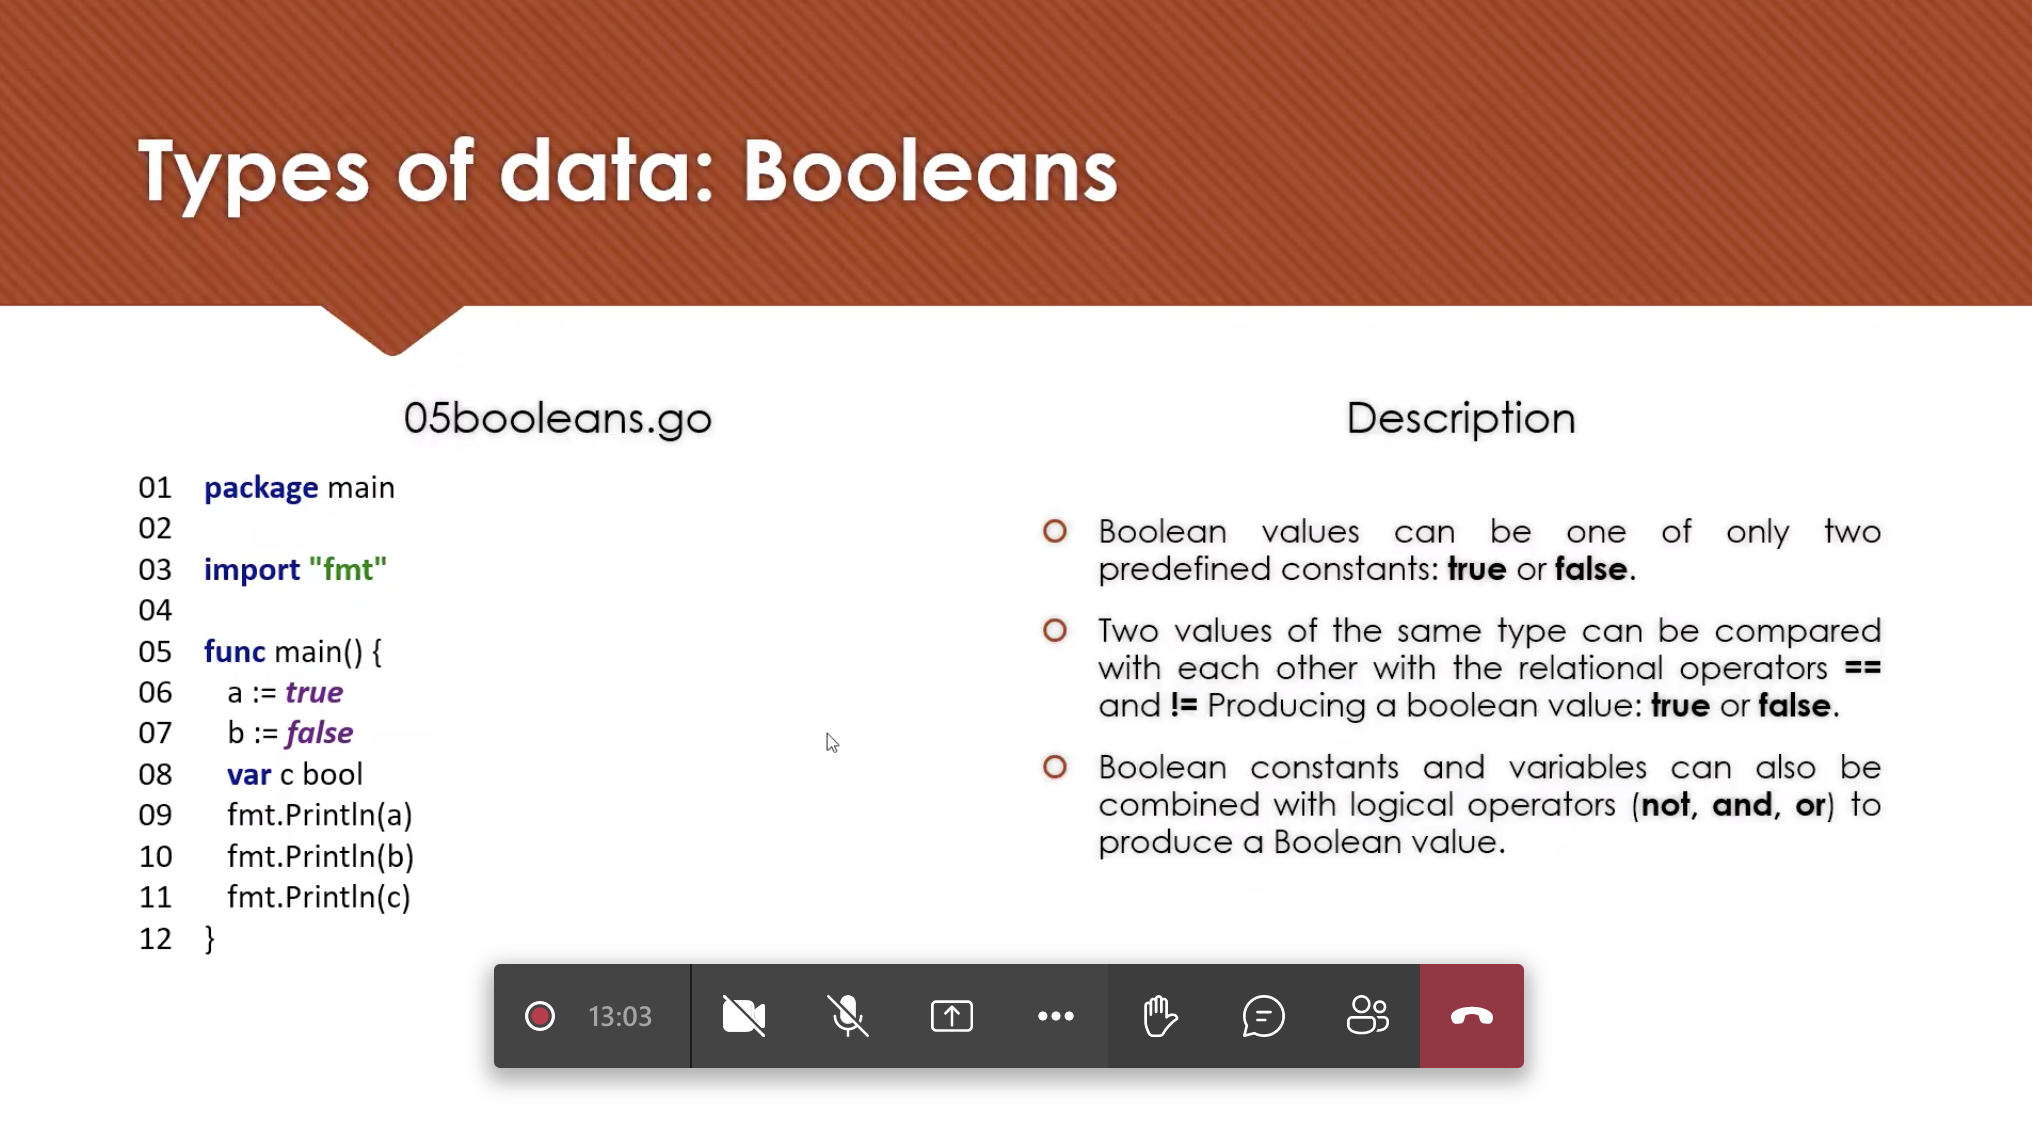 Types of data: Booleans
05booleans.go
01 package main
02
03 import "fmt"
04
05 func main() {
06 a := true
07 b := false
08 var c bool
09 fmt.Println(a)
10 fmt.Println(b)
11 fmt.Println(c)
12 }
Description
Boolean values can be one of only two
predefined constants: true or false.
Two values of the same type can be compared
with each other with the relational operators ==
and != Producing a boolean value: true or false.
Boolean constants and variables can also be
combined with logical operators (not, and, or) to
produce a Boolean value.
13:03